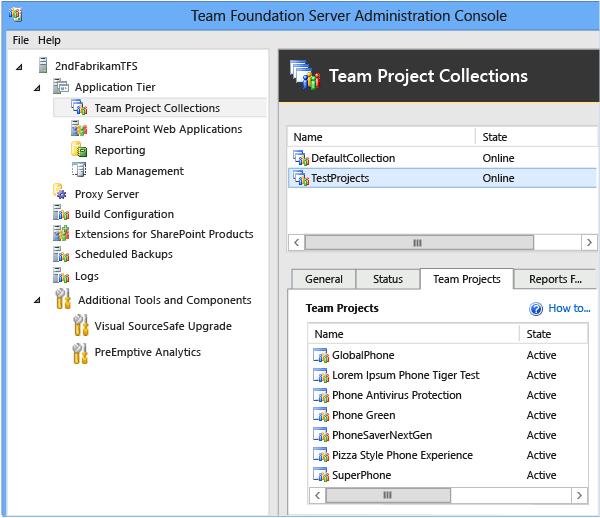 Team Foundation Server Administration Console
File Help
2ndFabrikamTFS
Application Tier
Team Project Collections
SharePoint Web Applications
Reporting
Lab Management
Proxy Server
Build Configuration
Extensions for SharePoint Products
Scheduled Backups
Logs
Additional Tools and Components
Visual SourceSafe Upgrade
PreEmptive Analytics
Team Project Collections
Name State
DefaultCollection Online
TestProjects Online
General Status Team Projects Reports F...
Team Projects How to...
Name State
GlobalPhone Active
Lorem Ipsum Phone Tiger Test Active
Phone Antivirus Protection Active
Phone Green Active
PhoneSaverNextGen Active
Pizza Style Phone Experience Active
SuperPhone Active